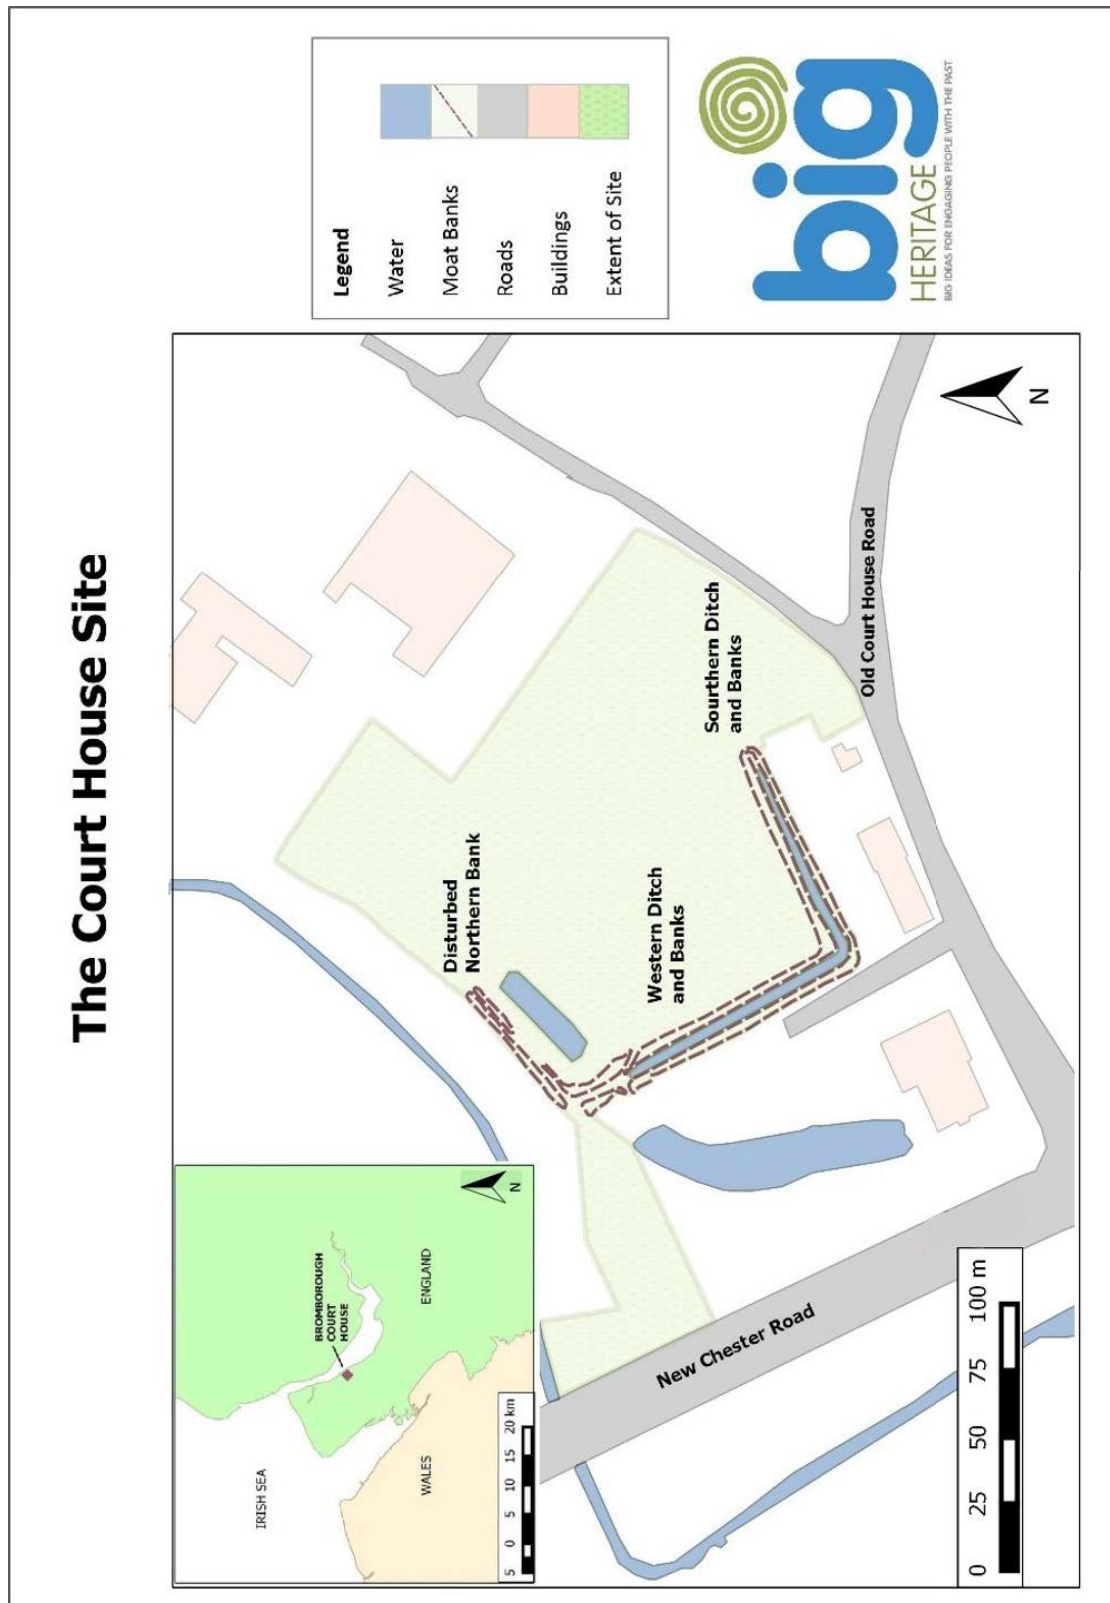 The Court House Site
IRISH SEA
WALES
ENGLAND
BROMBOROUGH
COURT
HOUSE
N
5 0 5 10 15 20 km
Disturbed
Northern Bank
Western Ditch
and Banks
Sourthern Ditch
and Banks
New Chester Road
Old Court House Road
0 25 50 75 100 m
N
Legend
Water
Moat Banks
Roads
Buildings
Extent of Site
big
HERITAGE
BIG IDEAS FOR ENGAGING PEOPLE WITH THE PAST